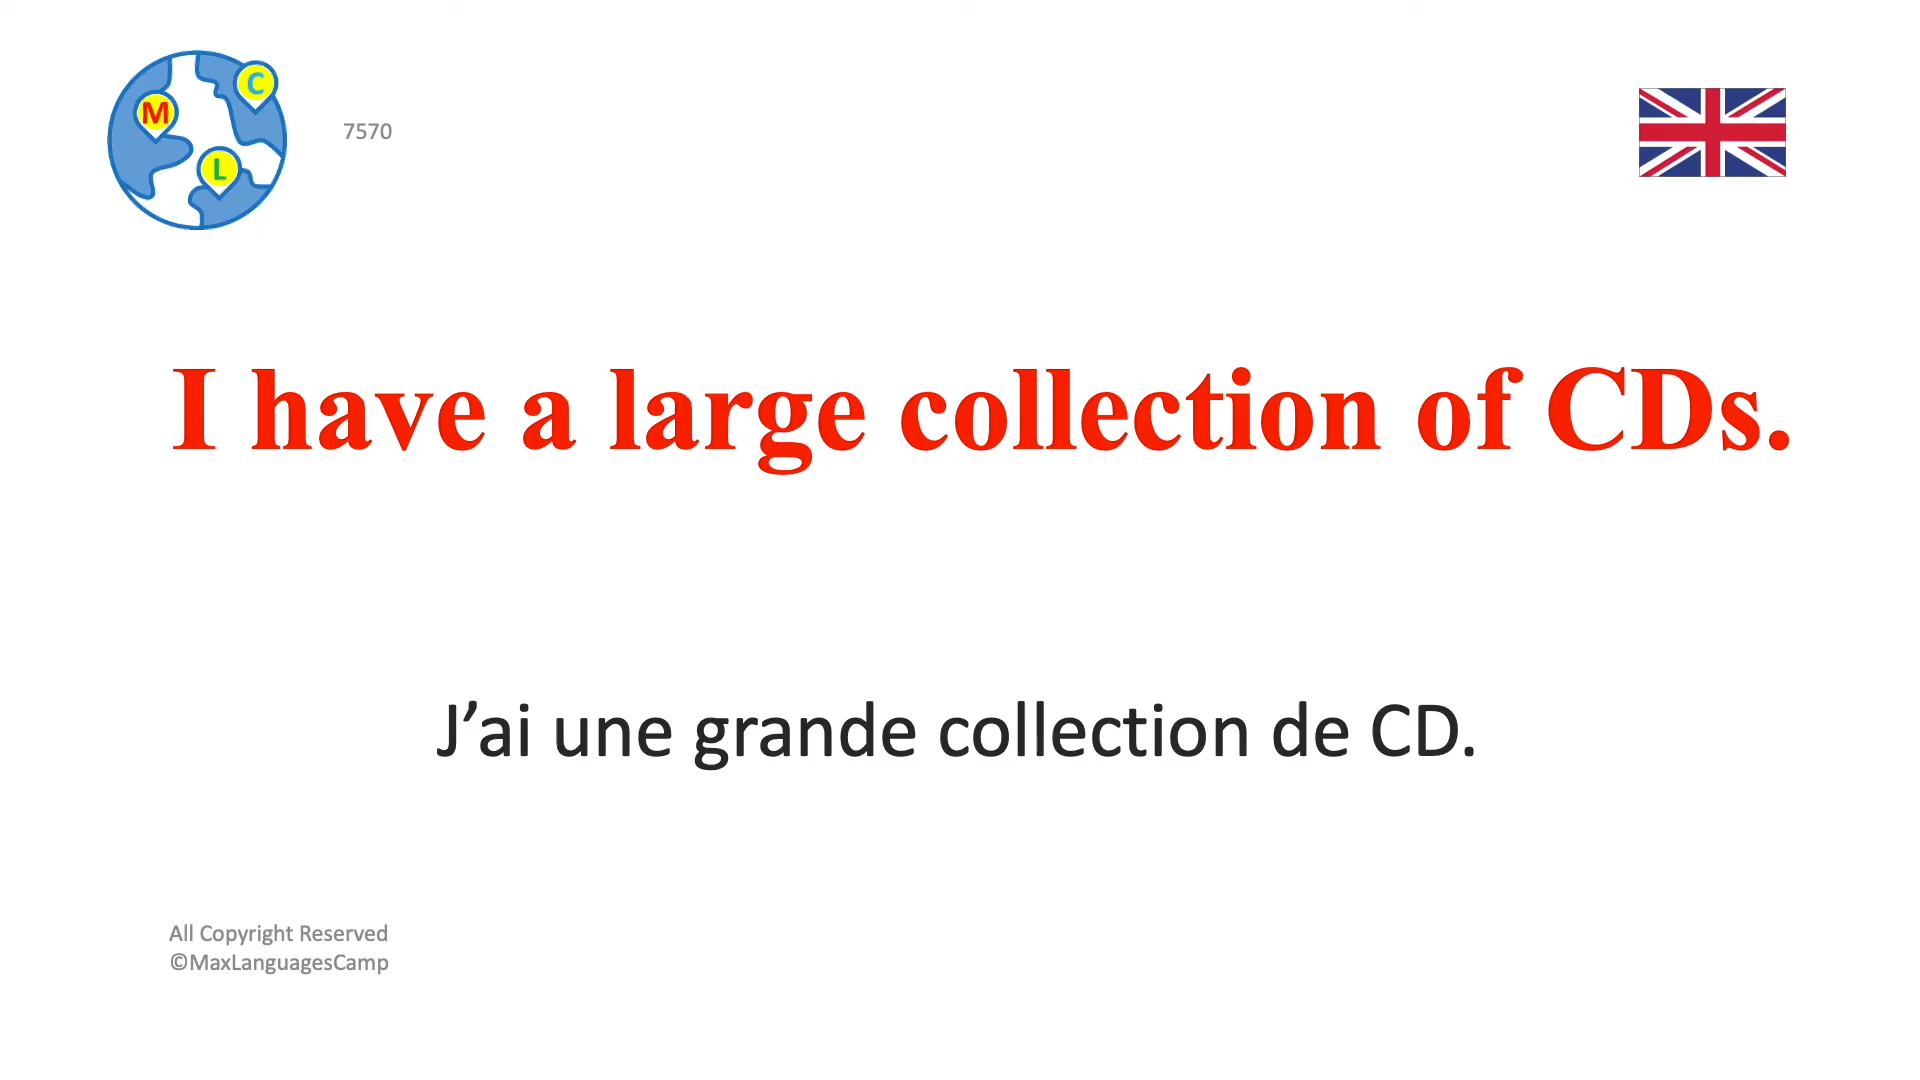 C
M
L
7570
I have a large collection of CDs.
J’ai une grande collection de CD.
All Copyright Reserved
©MaxLanguagesCamp